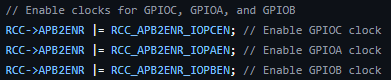 // Enable clocks for GPIOC, GPIOA, and GPIOB
RCC->APB2ENR |= RCC_APB2ENR_IOPCEN; // Enable GPIOC clock
RCC->APB2ENR |= RCC_APB2ENR_IOPAEN; // Enable GPIOA clock
RCC->APB2ENR |= RCC_APB2ENR_IOPBEN; // Enable GPIOB clock